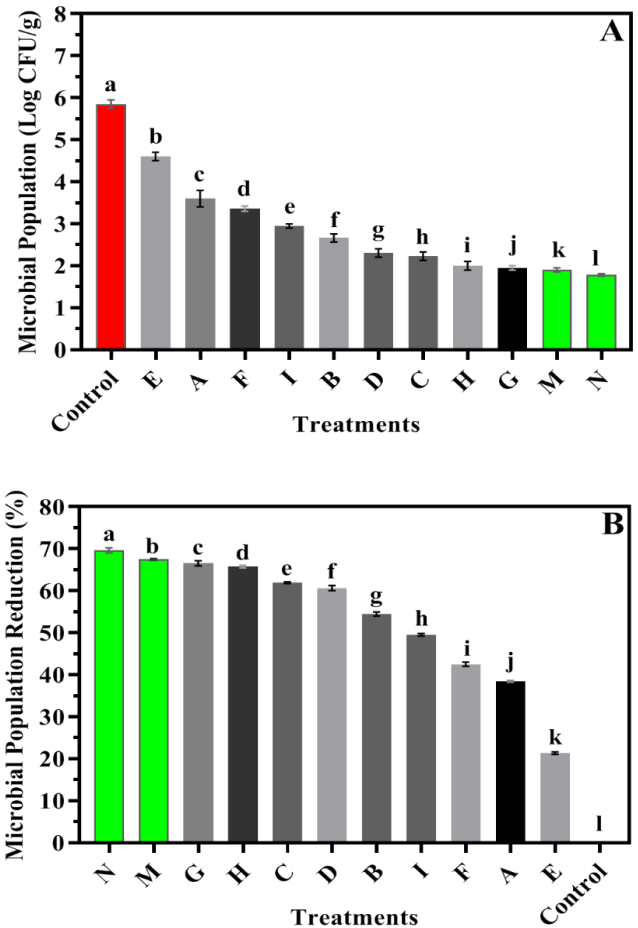 A
Microbial Population (Log CFU/g)
8
7
6
5
4
3
2
1
0
a
b
c
d
e
f
g
h
i
j
k
l
Control
E
A
F
I
B
D
C
H
G
M
N
Treatments
B
Microbial Population Reduction (%)
80
70
60
50
40
30
20
10
0
a
b
c
d
e
f
g
h
i
j
k
l
N
M
G
H
C
D
B
I
F
A
E
Control
Treatments